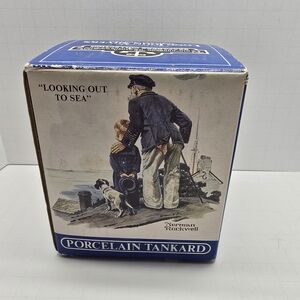 "LOOKING OUT
TO SEA"
Norman
Rockwell
PORCELAIN TANKARD